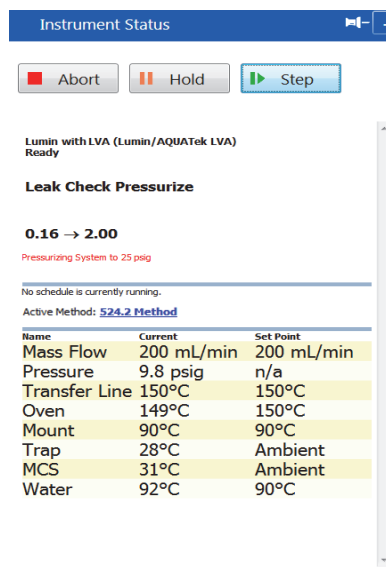 Instrument Status
Abort Hold Step
Lumin with LVA (Lumin/AQUATek LVA)
Ready
Leak Check Pressurize
0.16 → 2.00
Pressurizing System to 25 psig
No schedule is currently running.
Active Method: 524.2 Method
Name Current Set Point
Mass Flow 200 mL/min 200 mL/min
Pressure 9.8 psig n/a
Transfer Line 150°C 150°C
Oven 149°C 150°C
Mount 90°C 90°C
Trap 28°C Ambient
MCS 31°C Ambient
Water 92°C 90°C